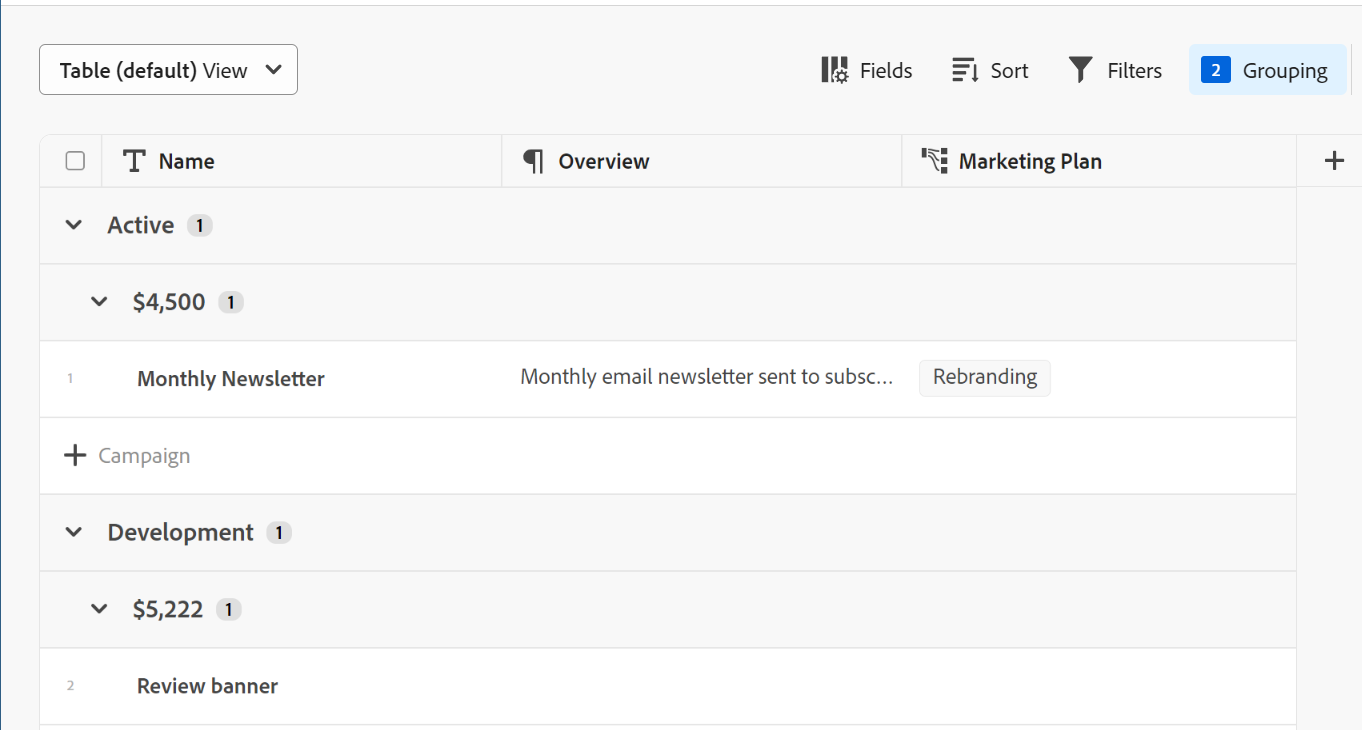 Table (default) View
Fields
Sort
Filters
2 Grouping
Name
Overview
Marketing Plan
Active 1
$4,500 1
1 Monthly Newsletter Monthly email newsletter sent to subsc... Rebranding
Campaign
Development 1
$5,222 1
2 Review banner